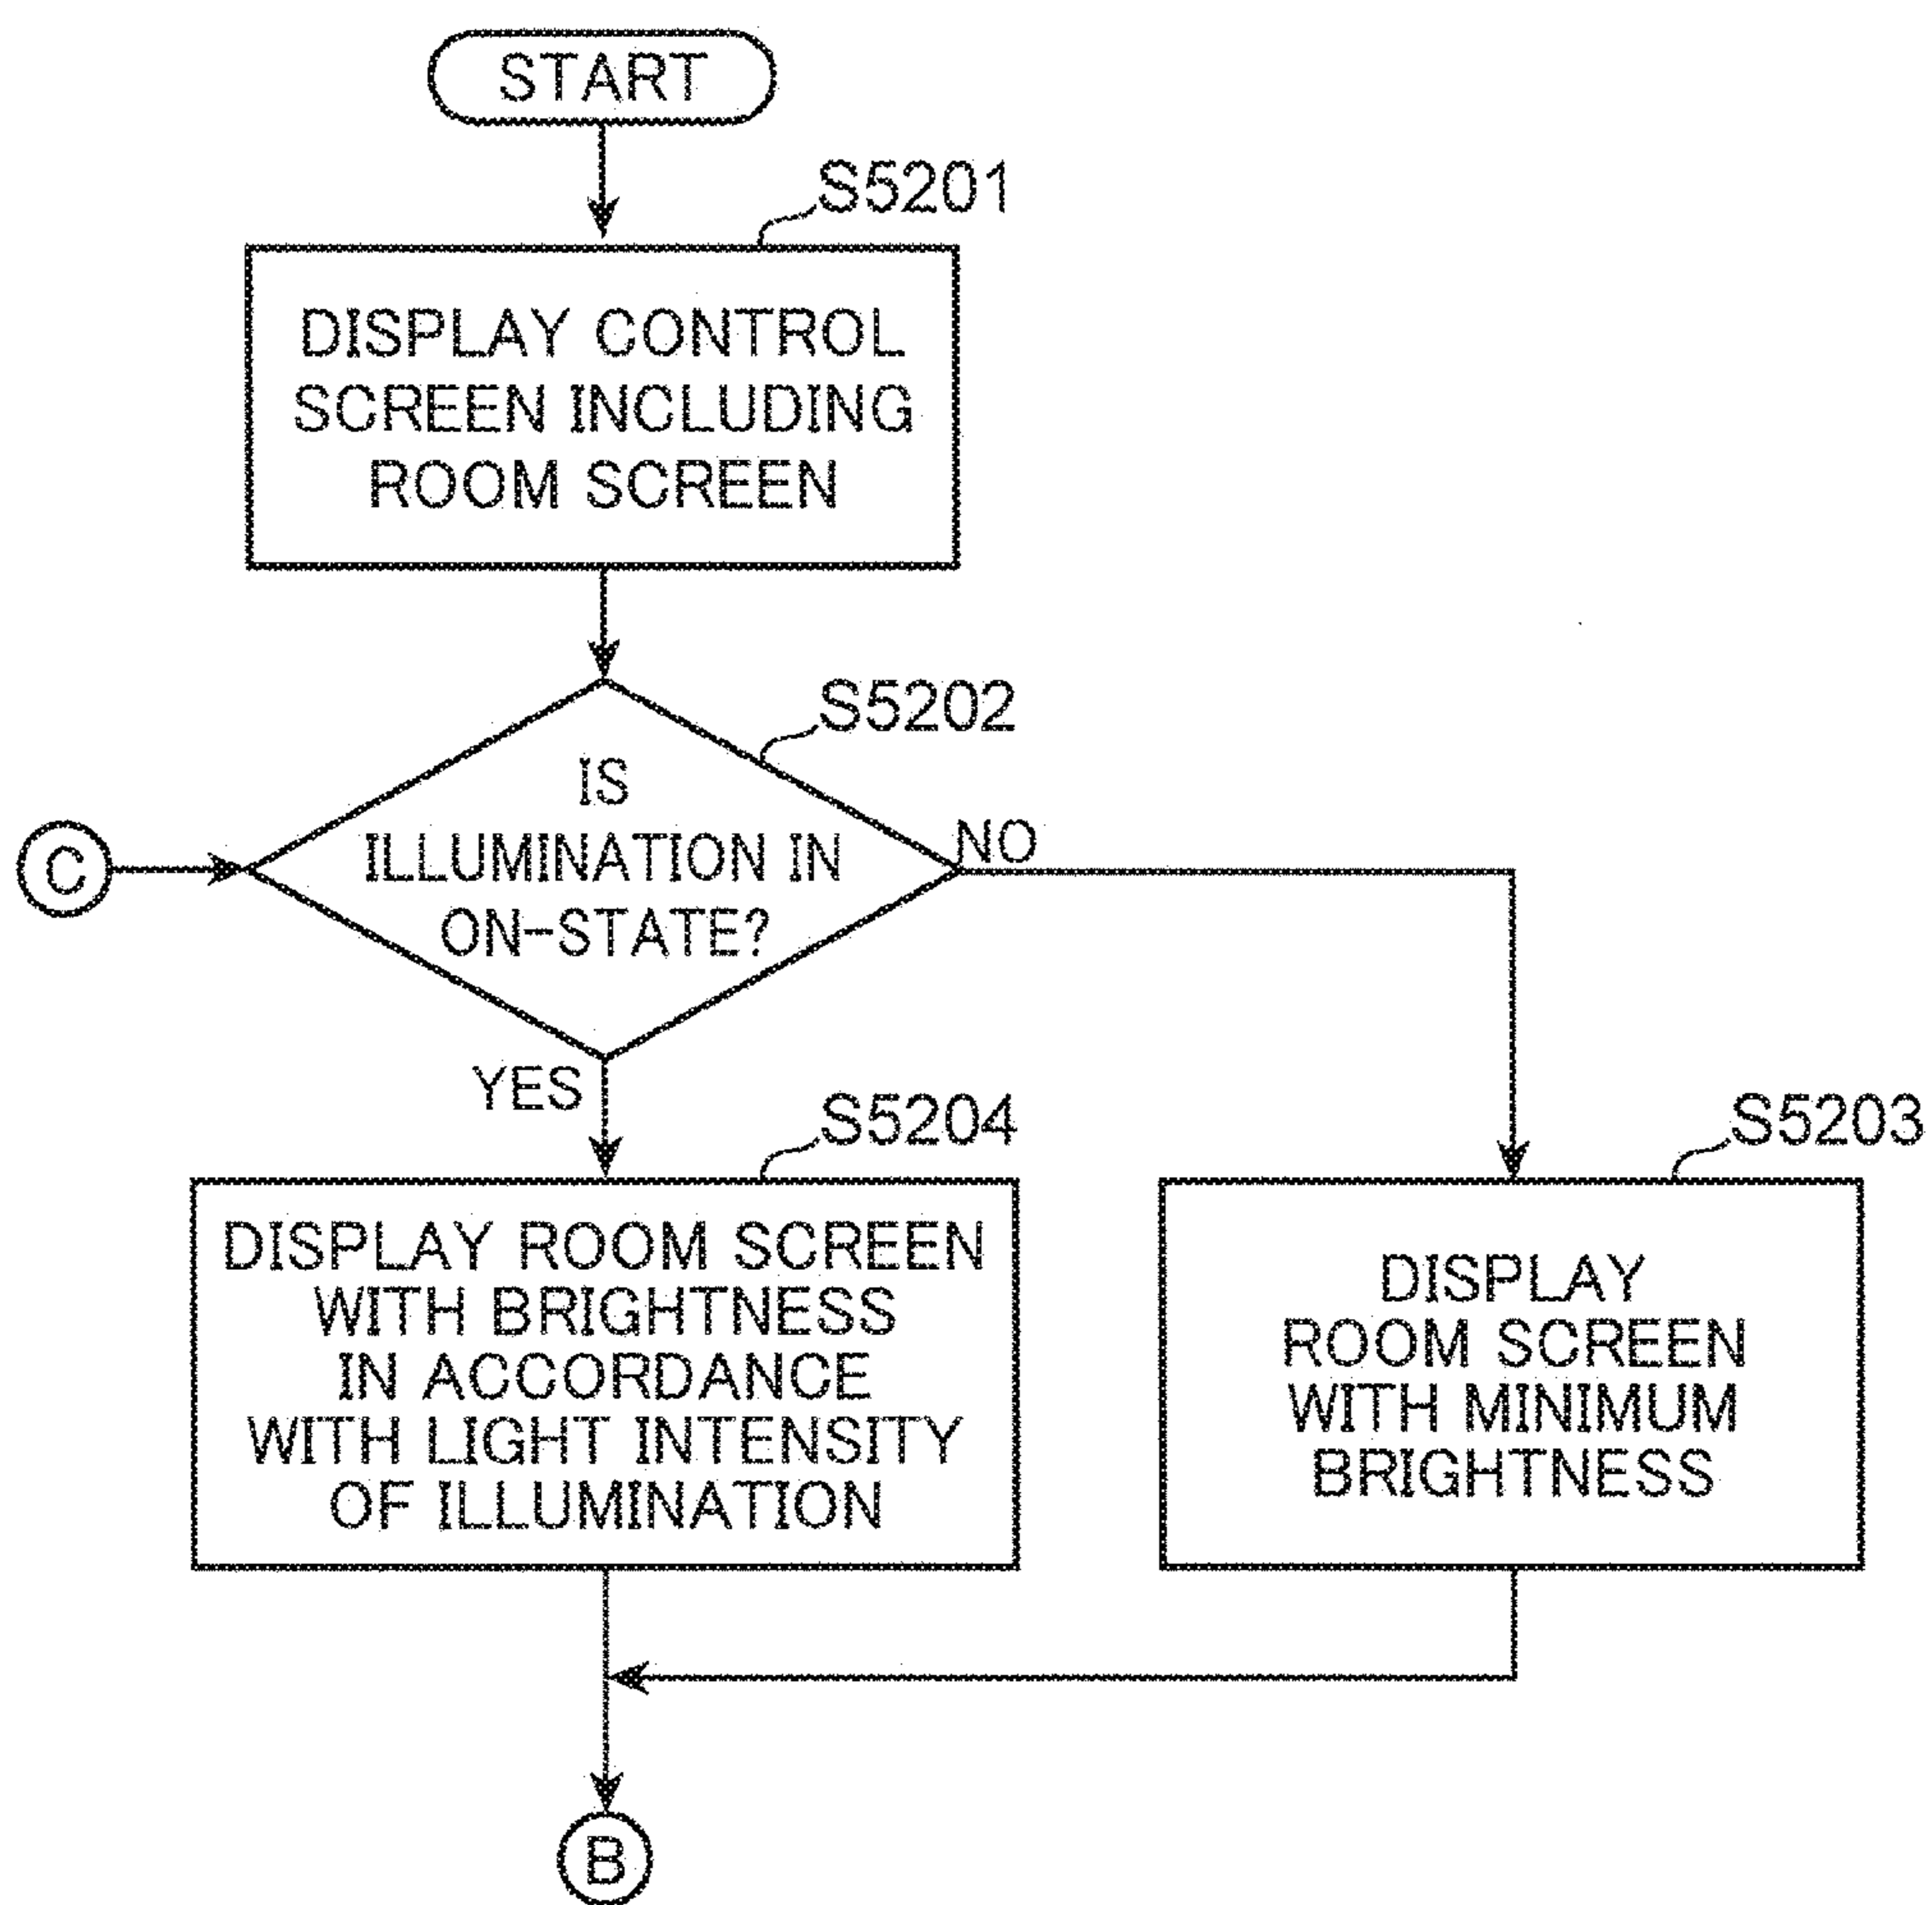 START
S5201
DISPLAY CONTROL
SCREEN INCLUDING
ROOM SCREEN
S5202
IS
ILLUMINATION IN
ON-STATE?
C
NO
YES
S5204
DISPLAY ROOM SCREEN
WITH BRIGHTNESS
IN ACCORDANCE
WITH LIGHT INTENSITY
OF ILLUMINATION
S5203
DISPLAY
ROOM SCREEN
WITH MINIMUM
BRIGHTNESS
B